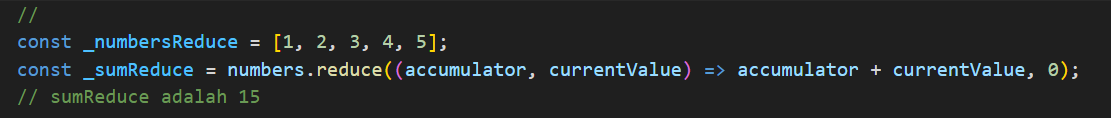 //
const _numbersReduce = [1, 2, 3, 4, 5];
const _sumReduce = numbers.reduce((accumulator, currentValue) => accumulator + currentValue, 0);
// sumReduce adalah 15